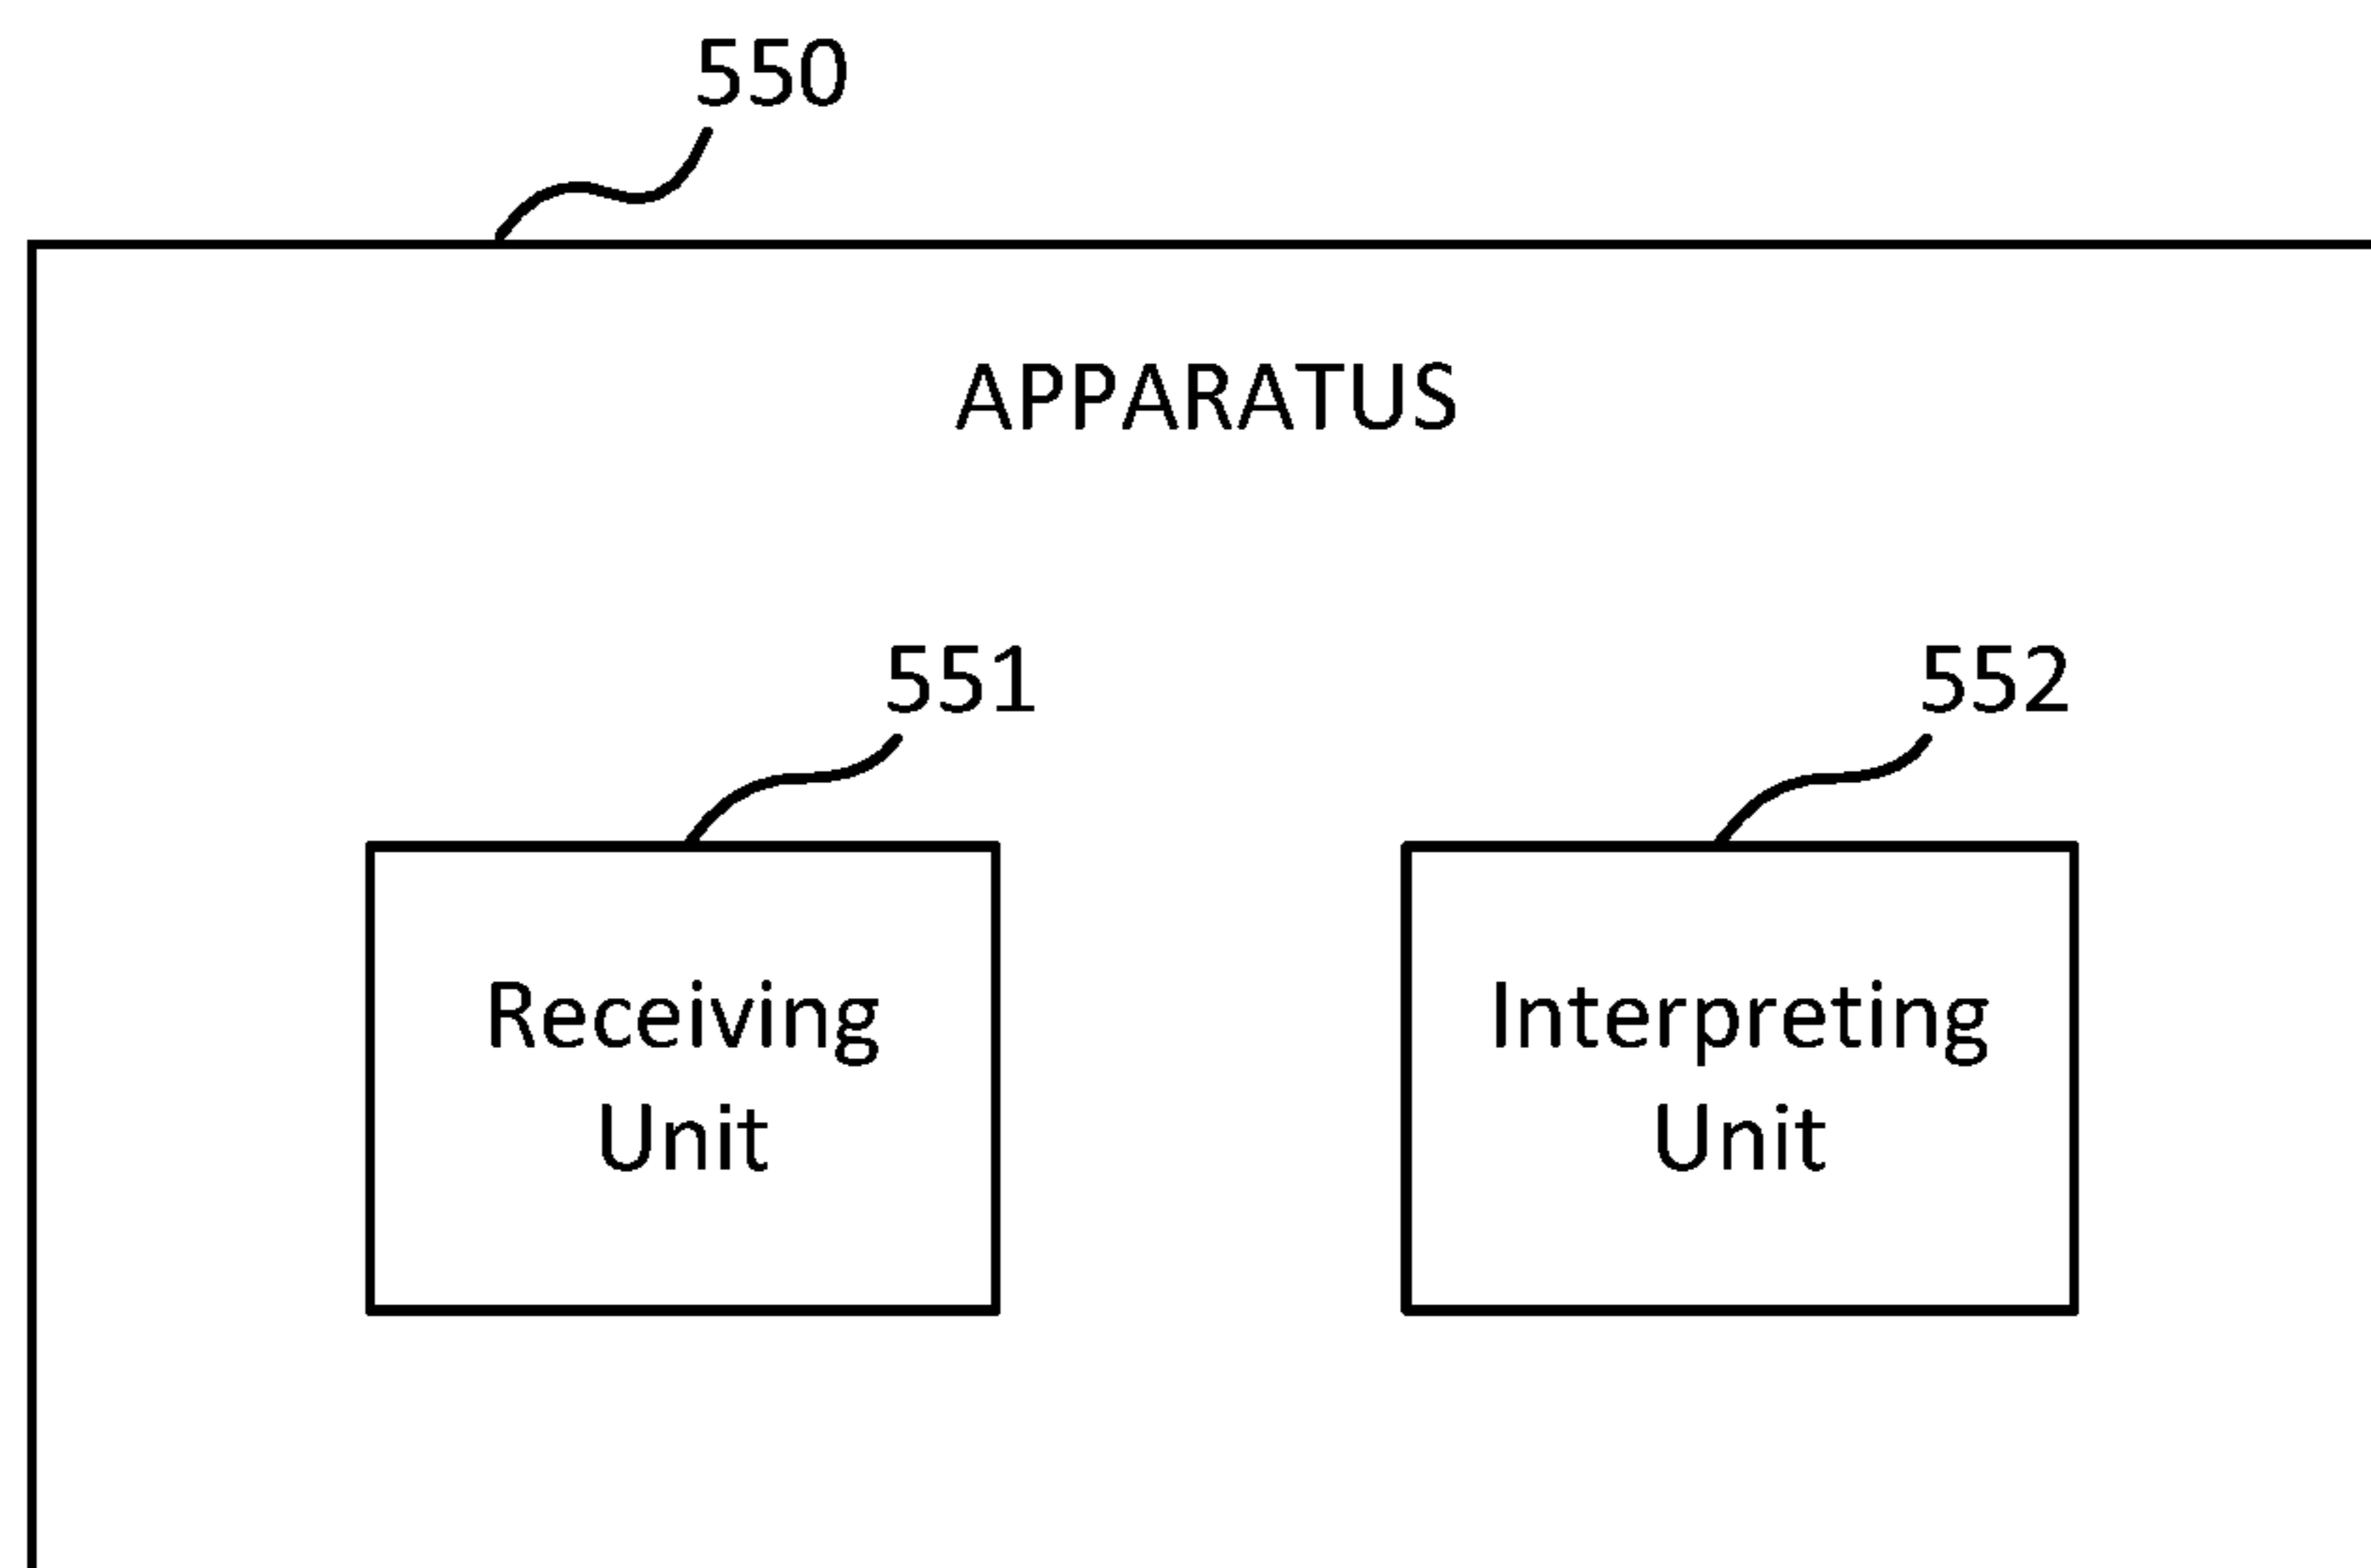 550
APPARATUS
551
552
Receiving
Unit
Interpreting
Unit